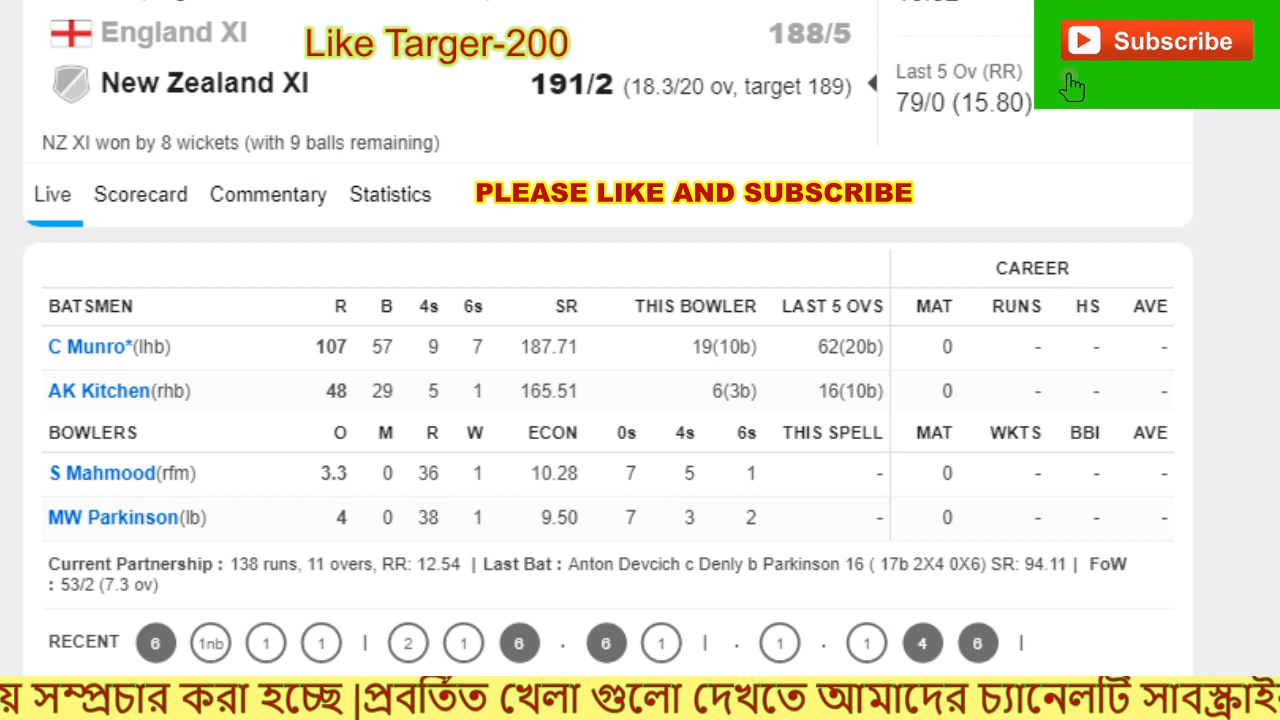 England XI 188/5
Like Targer-200
Subscribe
New Zealand XI 191/2 (18.3/20 ov, target 189)
Last 5 Ov (RR)
79/0 (15.80)
NZ XI won by 8 wickets (with 9 balls remaining)
Live Scorecard Commentary Statistics
PLEASE LIKE AND SUBSCRIBE
CAREER
BATSMEN R B 4s 6s SR THIS BOWLER LAST 5 OVS MAT RUNS HS AVE
C Munro*(lhb) 107 57 9 7 187.71 19(10b) 62(20b) 0 - - -
AK Kitchen(rhb) 48 29 5 1 165.51 6(3b) 16(10b) 0 - - -
BOWLERS O M R W ECON 0s 4s 6s THIS SPELL MAT WKTS BBI AVE
S Mahmood(rfm) 3.3 0 36 1 10.28 7 5 1 - 0 - - -
MW Parkinson(lb) 4 0 38 1 9.50 7 3 2 - 0 - - -
Current Partnership : 138 runs, 11 overs, RR: 12.54 | Last Bat : Anton Devcich c Denly b Parkinson 16 ( 17b 2X4 0X6) SR: 94.11 | FoW
: 53/2 (7.3 ov)
RECENT 6 1nb 1 1 | 2 1 6 . 6 1 | . 1 . 1 4 6 |
য় সম্প্রচার করা হচ্ছে |প্রবর্তিত খেলা গুলো দেখতে আমাদের চ্যানেলটি সাবস্ক্রাই